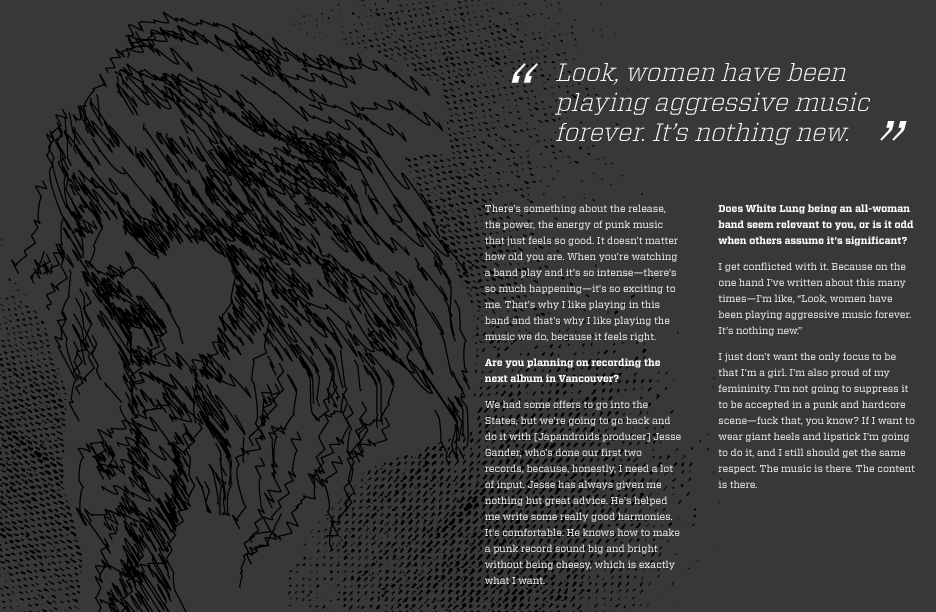 “ Look, women have been
playing aggressive music
forever. It’s nothing new. ”
There’s something about the release,
the power, the energy of punk music
that just feels so good. It doesn’t matter
how old you are. When you’re watching
a band play and it’s so intense—there’s
so much happening—it’s so exciting to
me. That’s why I like playing in this
band and that’s why I like playing the
music we do, because it feels right.
Are you planning on recording the
next album in Vancouver?
We had some offers to go into the
States, but we’re going to go back and
do it with [Japandroids producer] Jesse
Gander, who’s done our first two
records, because, honestly, I need a lot
of input. Jesse has always given me
nothing but great advice. He’s helped
me write some really good harmonies.
It’s comfortable. He knows how to make
a punk record sound big and bright
without being cheesy, which is exactly
what I want.
Does White Lung being an all-woman
band seem relevant to you, or is it odd
when others assume it’s significant?
I get conflicted with it. Because on the
one hand I’ve written about this many
times—I’m like, “Look, women have
been playing aggressive music forever.
It’s nothing new.”
I just don’t want the only focus to be
that I’m a girl. I’m also proud of my
femininity. I’m not going to suppress it
to be accepted in a punk and hardcore
scene—fuck that, you know? If I want to
wear giant heels and lipstick I’m going
to do it, and I still should get the same
respect. The music is there. The content
is there.